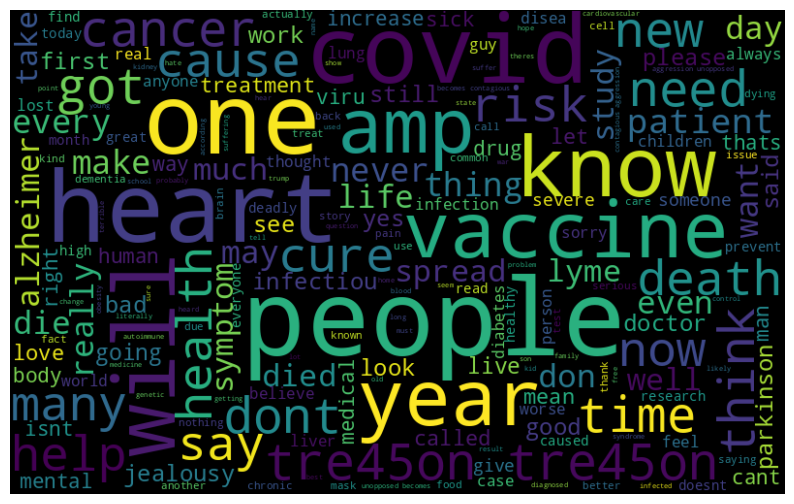 find
actually
cardiovascular
today
cancer
increase
sick
disea
cell
hope
theres
new
day
take
first
work
real
guy
covid
please
always
cause
anyone
lung
show
suffer
becomes contagious
aggression unopposed
dying
got
treatment
still
viru
risk
need
study
lost
kidney
hate
hear
state
every
month
great
one
amp
back
used
treat
call
let
patient
kind
make
way
thought
drug
common
children
thats
dementia
school
probably
trump
much
never
know
issue
alzheimer
heart
brain
life
thing
severe
someone
care
want
said
deadly
see
story
yes
infection
pain
sorry
prevent
terrible
question
use
high
human
may
cure
vaccine
right
tell
problem
health
everyone
infectiou
spread
seen
read
lyme
serious
death
bad
symptom
blood
home
person
change
literally
sure
heard
due
long
must
diabetes
healthy
even
control
die
really
will
people
doctor
man
fact
autoimmune
known
son
family
love
going
died
look
live
don
now
think
parkinson
body
medicine
kid
thank
free
likely
world
genetic
getting
believe
medical
old
mean
well
research
many
nothing
dont
year
worse
time
isnt
good
feel
saying
say
liver
called
caused
syndrome
doesnt
cant
help
tre45on
tre45on
result
mental
jealousy
another
chronic
mask
unopposed becomes
food
give
case
better
diagnosed
infected
according
suffering
young
point